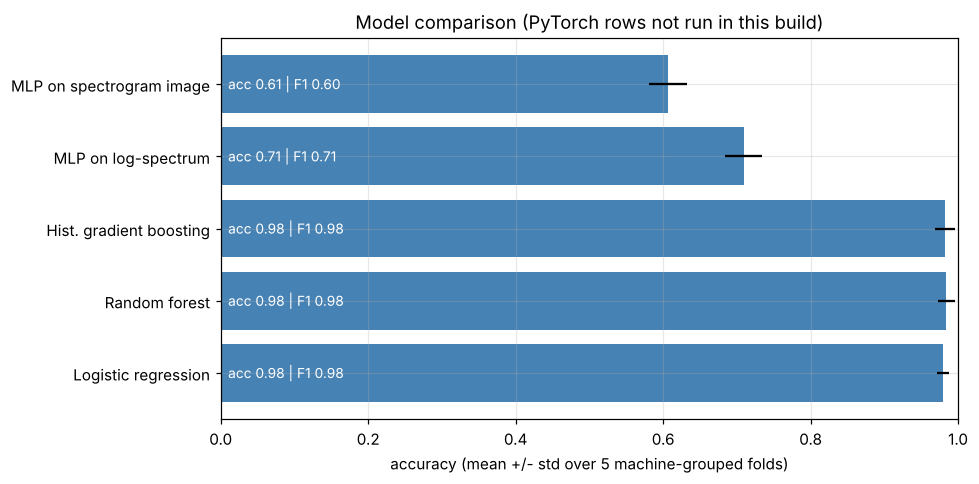 Model comparison (PyTorch rows not run in this build)
MLP on spectrogram image
acc 0.61 | F1 0.60
MLP on log-spectrum
acc 0.71 | F1 0.71
Hist. gradient boosting
acc 0.98 | F1 0.98
Random forest
acc 0.98 | F1 0.98
Logistic regression
acc 0.98 | F1 0.98
0.0 0.2 0.4 0.6 0.8 1.0
accuracy (mean +/- std over 5 machine-grouped folds)